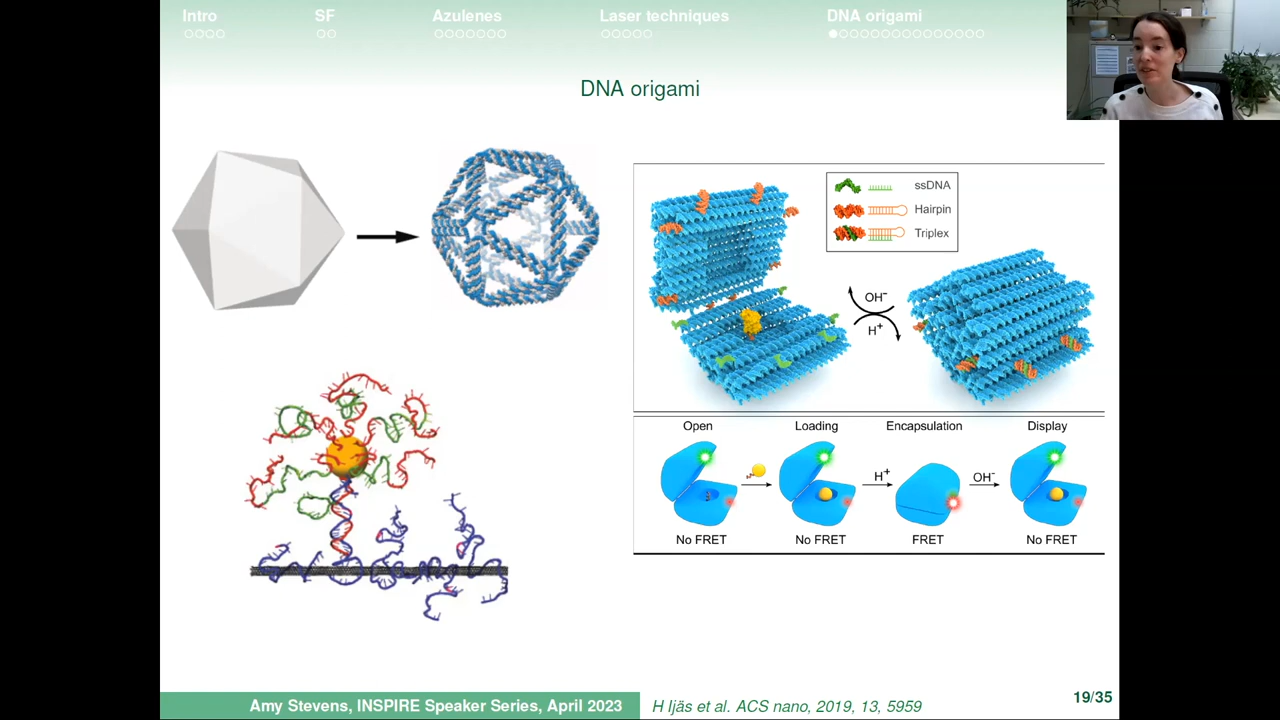 Intro SF Azulenes Laser techniques DNA origami
DNA origami
ssDNA
Hairpin
Triplex
OH⁻
H⁺
Open Loading Encapsulation Display
H⁺ OH⁻
No FRET No FRET FRET No FRET
19/35
Amy Stevens, INSPIRE Speaker Series, April 2023 H Ijäs et al. ACS nano, 2019, 13, 5959